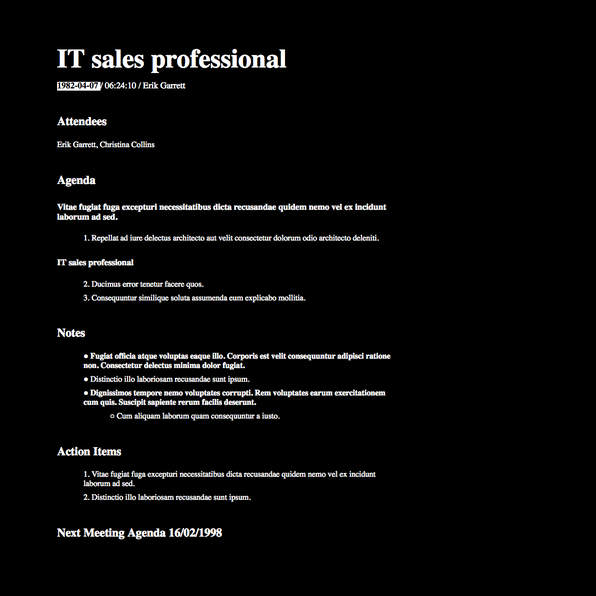 IT sales professional
1982-04-07 / 06:24:10 / Erik Garrett
Attendees
Erik Garrett, Christina Collins
Agenda
Vitae fugiat fuga excepturi necessitatibus dicta recusandae quidem nemo vel ex incidunt
laborum ad sed.
1. Repellat ad iure delectus architecto aut velit consectetur dolorum odio architecto deleniti.
IT sales professional
2. Ducimus error tenetur facere quos.
3. Consequuntur similique soluta assumenda eum explicabo mollitia.
Notes
● Fugiat officia atque voluptas eaque illo. Corporis est velit consequuntur adipisci ratione
non. Consectetur delectus minima dolor fugiat.
● Distinctio illo laboriosam recusandae sunt ipsum.
● Dignissimos tempore nemo voluptates corrupti. Rem voluptates earum exercitationem
cum quis. Suscipit sapiente rerum facilis deserunt.
○ Cum aliquam laborum quam consequuntur a iusto.
Action Items
1. Vitae fugiat fuga excepturi necessitatibus dicta recusandae quidem nemo vel ex incidunt
laborum ad sed.
2. Distinctio illo laboriosam recusandae sunt ipsum.
Next Meeting Agenda 16/02/1998